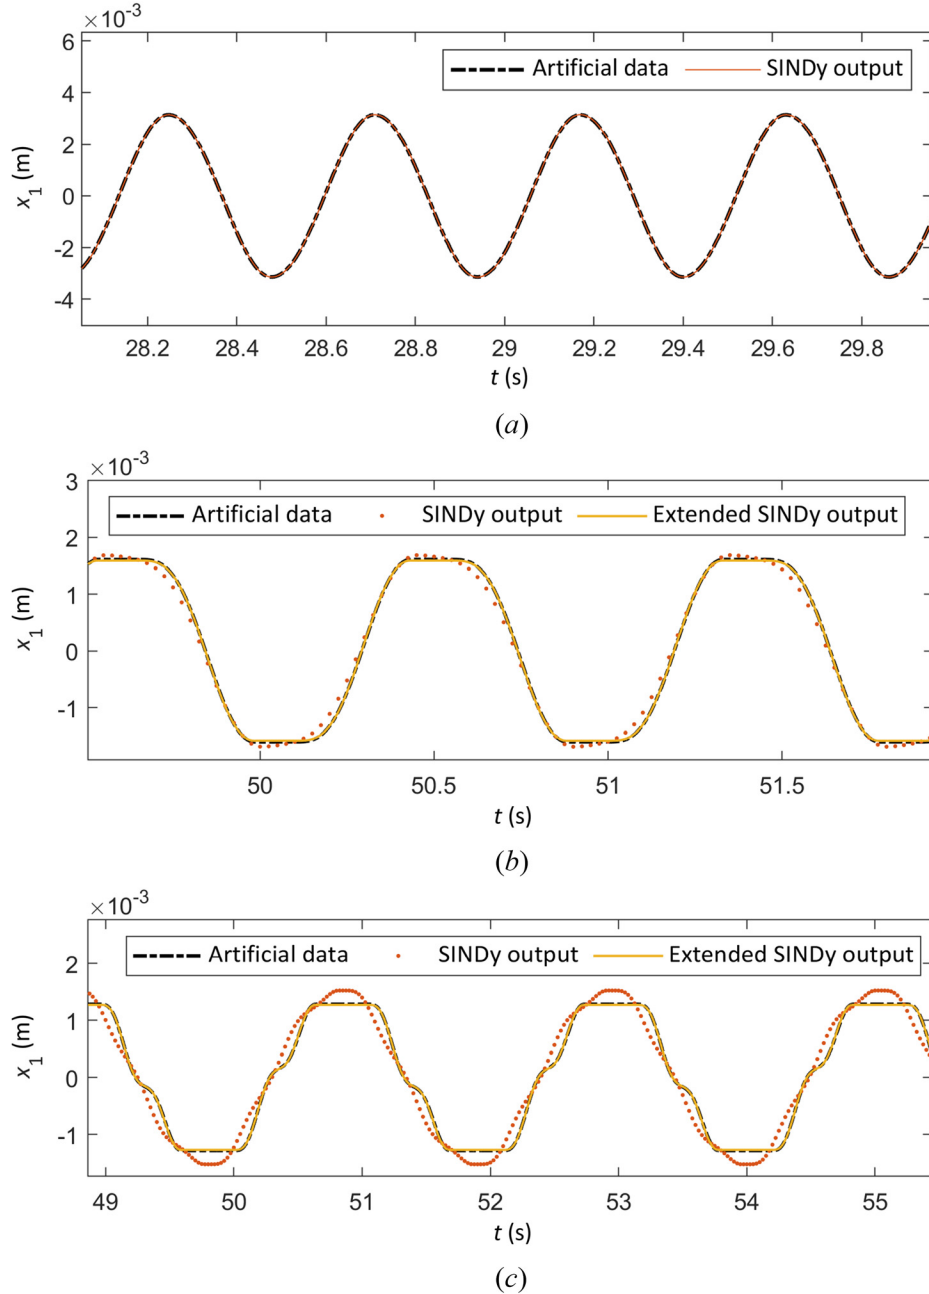 ×10⁻³
6
Artificial data SINDy output
4
2
0
-2
-4
x₁ (m)
28.2 28.4 28.6 28.8 29 29.2 29.4 29.6 29.8
t (s)
(a)
×10⁻³
3
Artificial data SINDy output Extended SINDy output
2
1
0
-1
x₁ (m)
50 50.5 51 51.5
t (s)
(b)
×10⁻³
Artificial data SINDy output Extended SINDy output
2
1
0
-1
x₁ (m)
49 50 51 52 53 54 55
t (s)
(c)